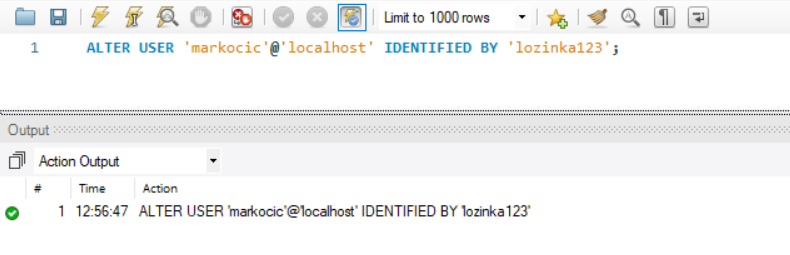 Limit to 1000 rows
1 ALTER USER 'markocic'@'localhost' IDENTIFIED BY 'lozinka123';
Output
Action Output
# Time Action
1 12:56:47 ALTER USER 'markocic'@'localhost' IDENTIFIED BY 'lozinka123'